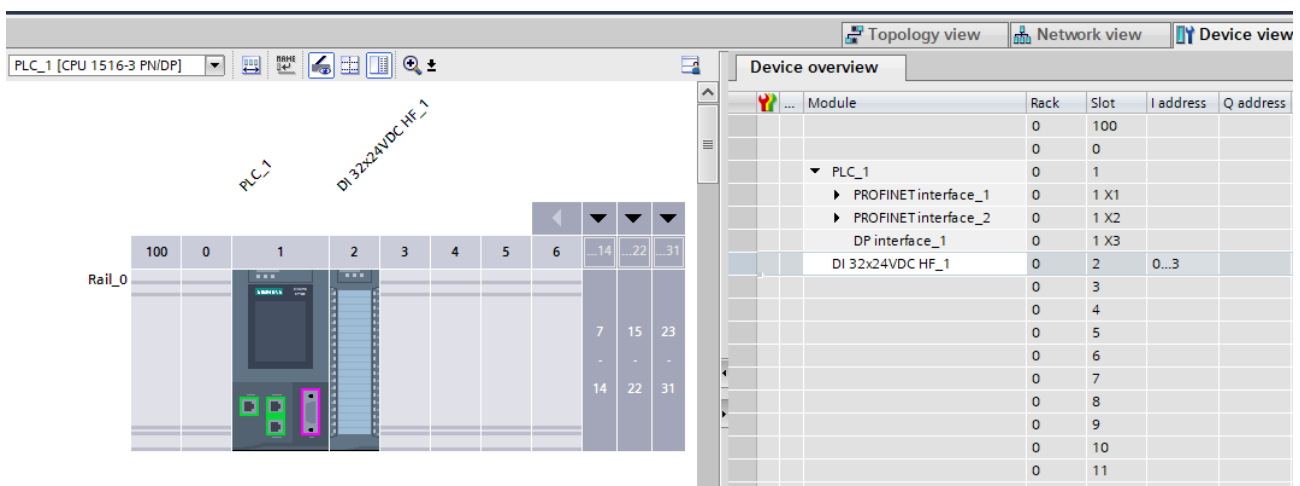 Topology view Network view Device view
PLC_1 [CPU 1516-3 PN/DP]
NAME
Device overview
... Module Rack Slot I address Q address
0 100
0 0
PLC_1 0 1
PROFINET interface_1 0 1 X1
PROFINET interface_2 0 1 X2
DP interface_1 0 1 X3
DI 32x24VDC HF_1 0 2 0...3
0 3
0 4
0 5
0 6
0 7
0 8
0 9
0 10
0 11
PLC_1 DI 32x24VDC HF_1
100 0 1 2 3 4 5 6 ...14 ...22 ...31
Rail_0
SIEMENS
7 15 23
- - -
14 22 31